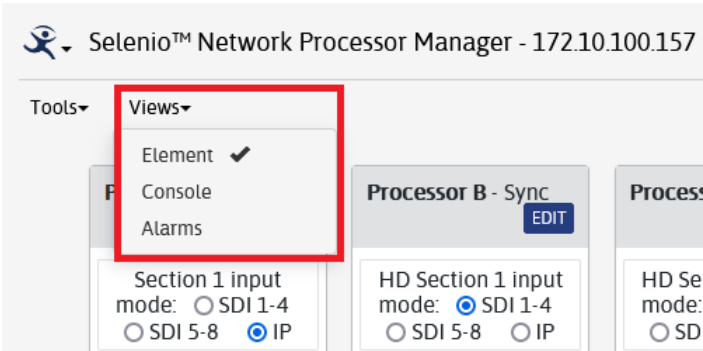 Selenio™ Network Processor Manager - 172.10.100.157
Tools Views
Element
Console
Alarms
Processor B - Sync
EDIT
Section 1 input
mode: SDI 1-4
SDI 5-8 IP
HD Section 1 input
mode: SDI 1-4
SDI 5-8 IP
HD
mode: